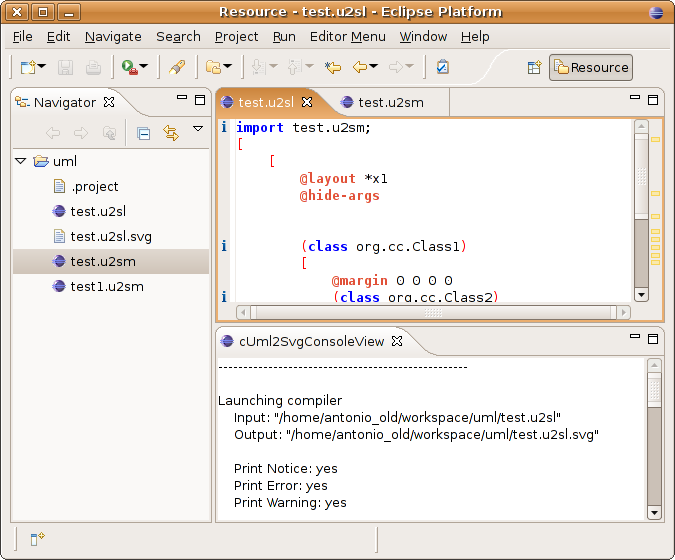 Resource - test.u2sl - Eclipse Platform
File Edit Navigate Search Project Run Editor Menu Window Help
Resource
Navigator
uml
.project
test.u2sl
test.u2sl.svg
test.u2sm
test1.u2sm
test.u2sl test.u2sm
import test.u2sm;
[
[
@layout *x1
@hide-args
(class org.cc.Class1)
[
@margin 0 0 0 0
(class org.cc.Class2)
cUml2SvgConsoleView
--------------------------------------------------
Launching compiler
Input: "/home/antonio_old/workspace/uml/test.u2sl"
Output: "/home/antonio_old/workspace/uml/test.u2sl.svg"
Print Notice: yes
Print Error: yes
Print Warning: yes